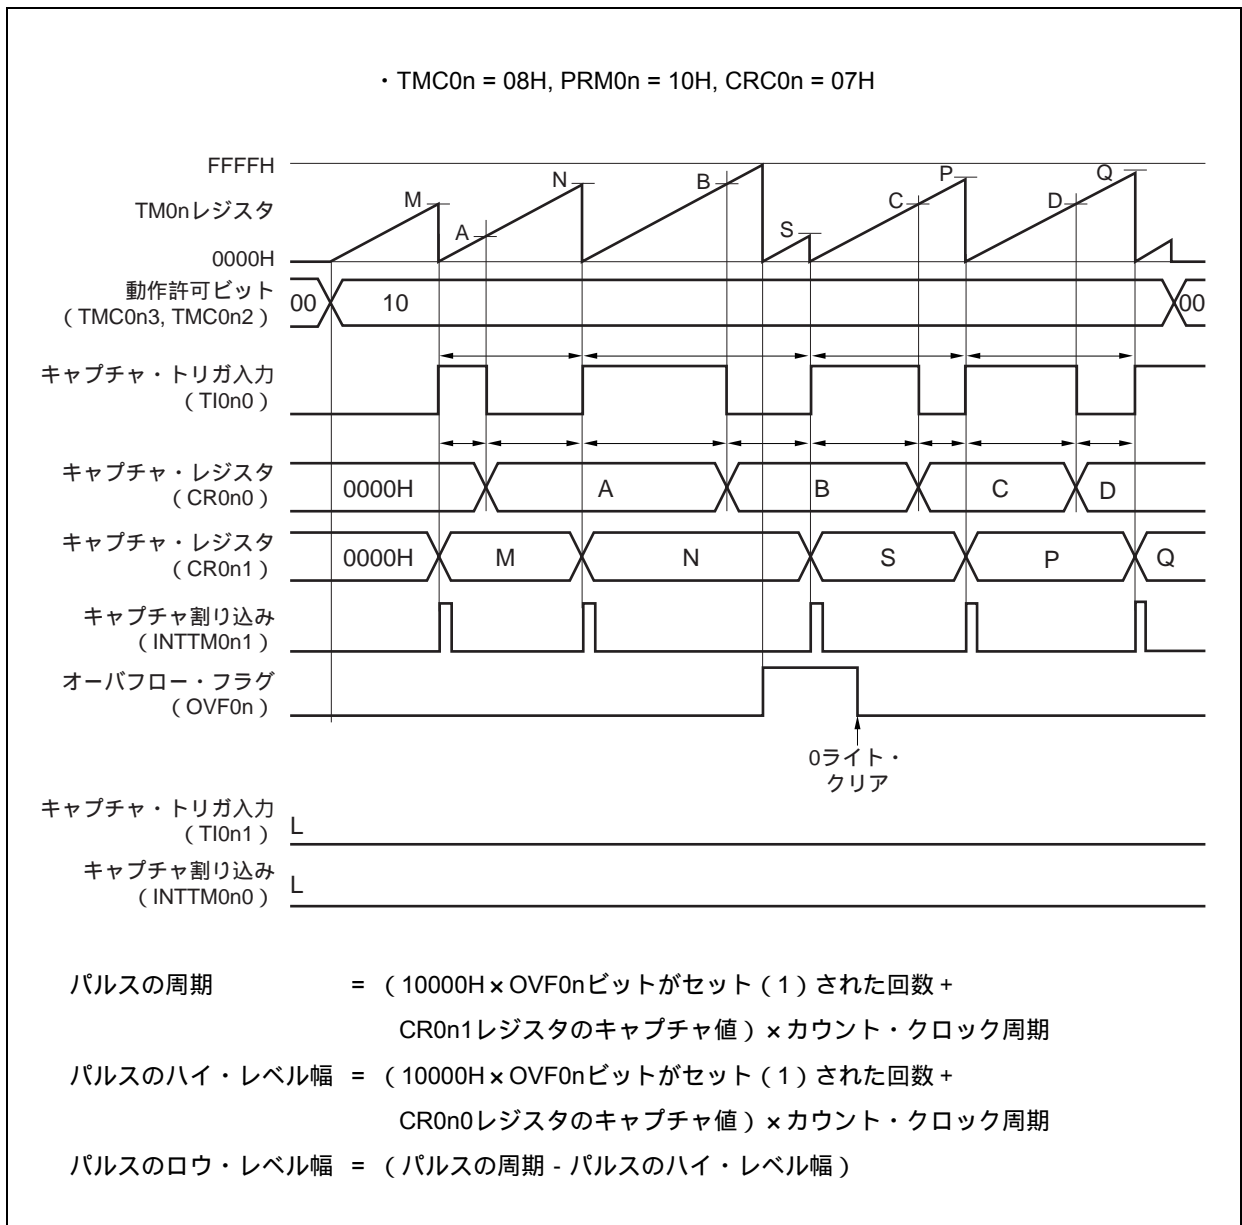 ・TMC0n = 08H, PRM0n = 10H, CRC0n = 07H
FFFFH
TM0nレジスタ
0000H
M
A
N
B
S
C
P
D
Q
動作許可ビット
（TMC0n3, TMC0n2）
00
10
00
キャプチャ・トリガ入力
（TI0n0）
キャプチャ・レジスタ
（CR0n0）
0000H
A
B
C
D
キャプチャ・レジスタ
（CR0n1）
0000H
M
N
S
P
Q
キャプチャ割り込み
（INTTM0n1）
オーバフロー・フラグ
（OVF0n）
0ライト・
クリア
キャプチャ・トリガ入力
（TI0n1）
L
キャプチャ割り込み
（INTTM0n0）
L
パルスの周期 = （10000H×OVF0nビットがセット（1）された回数＋
CR0n1レジスタのキャプチャ値）×カウント・クロック周期
パルスのハイ・レベル幅 = （10000H×OVF0nビットがセット（1）された回数＋
CR0n0レジスタのキャプチャ値）×カウント・クロック周期
パルスのロウ・レベル幅 = （パルスの周期 - パルスのハイ・レベル幅）